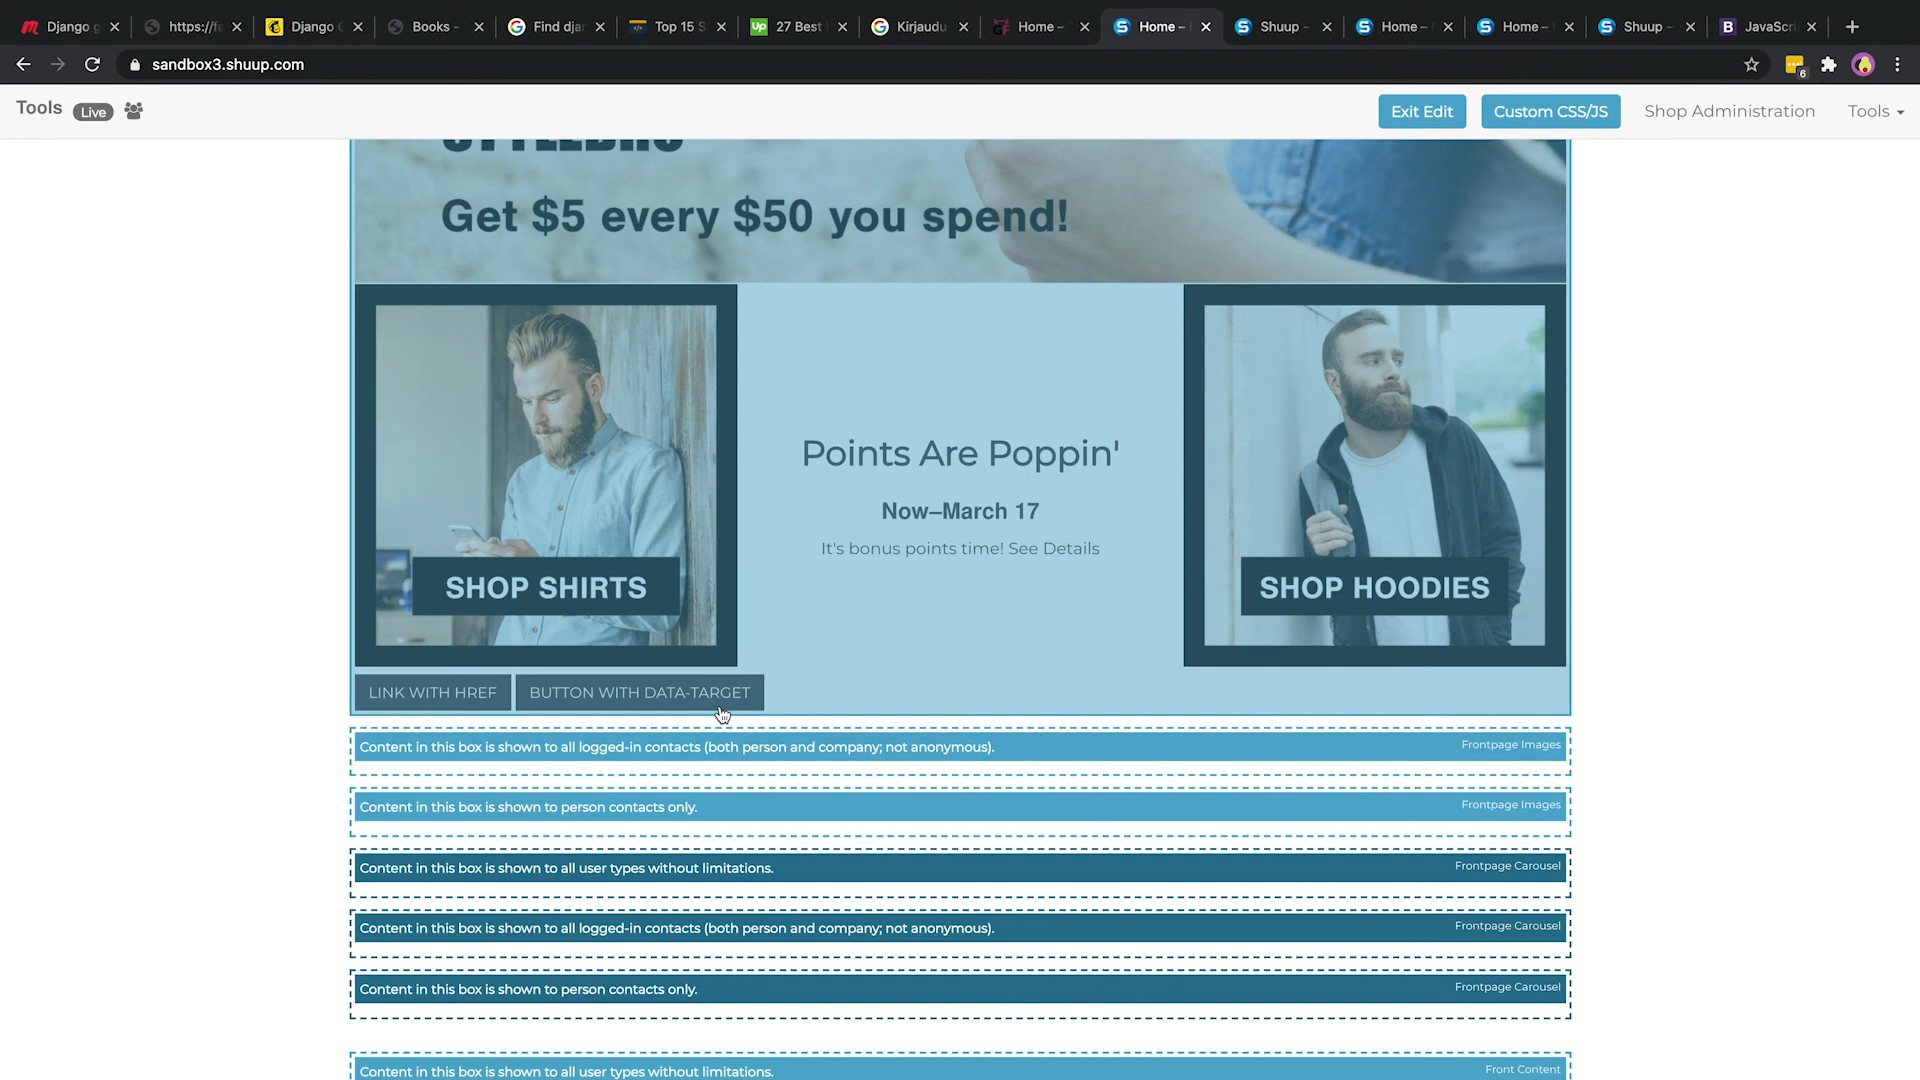 Django g
https://fe
Django C
Books -
Find djan
Top 15 S
27 Best
Kirjaudu
Home –
Home –
Shuup -
Home –
Home –
Shuup -
JavaScri
sandbox3.shuup.com
6
Tools Live
Exit Edit
Custom CSS/JS
Shop Administration
Tools
Get $5 every $50 you spend!
SHOP SHIRTS
Points Are Poppin'
Now–March 17
It's bonus points time! See Details
SHOP HOODIES
LINK WITH HREF
BUTTON WITH DATA-TARGET
Content in this box is shown to all logged-in contacts (both person and company; not anonymous).
Frontpage Images
Content in this box is shown to person contacts only.
Frontpage Images
Content in this box is shown to all user types without limitations.
Frontpage Carousel
Content in this box is shown to all logged-in contacts (both person and company; not anonymous).
Frontpage Carousel
Content in this box is shown to person contacts only.
Frontpage Carousel
Content in this box is shown to all user types without limitations.
Front Content